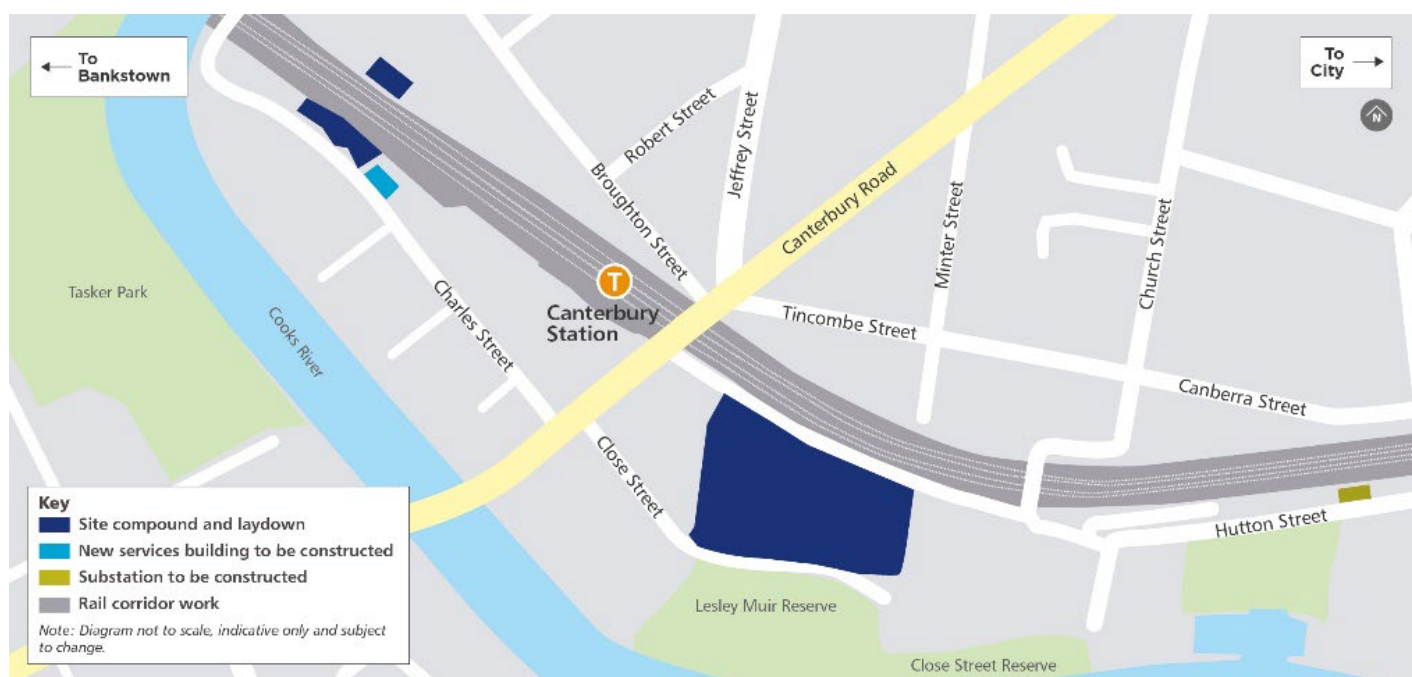 To
Bankstown
To
City
N
Robert Street
Jeffrey Street
Broughton Street
Canterbury Road
Minter Street
Church Street
Tasker Park
Cooks River
Charles Street
T
Canterbury
Station
Tincombe Street
Canberra Street
Close Street
Hutton Street
Lesley Muir Reserve
Close Street Reserve
Key
Site compound and laydown
New services building to be constructed
Substation to be constructed
Rail corridor work
Note: Diagram not to scale, indicative only and subject
to change.